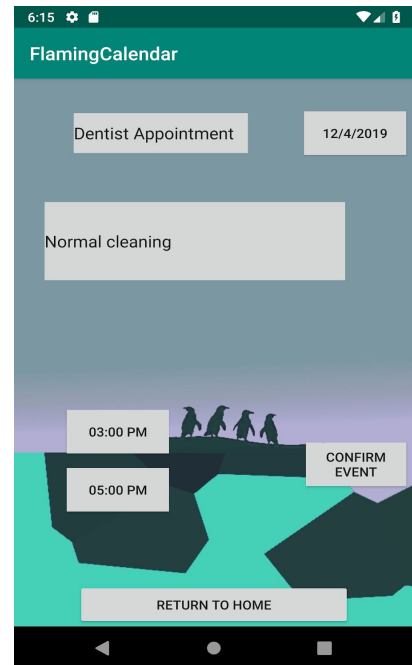 6:15
FlamingCalendar
Dentist Appointment
12/4/2019
Normal cleaning
03:00 PM
05:00 PM
CONFIRM
EVENT
RETURN TO HOME